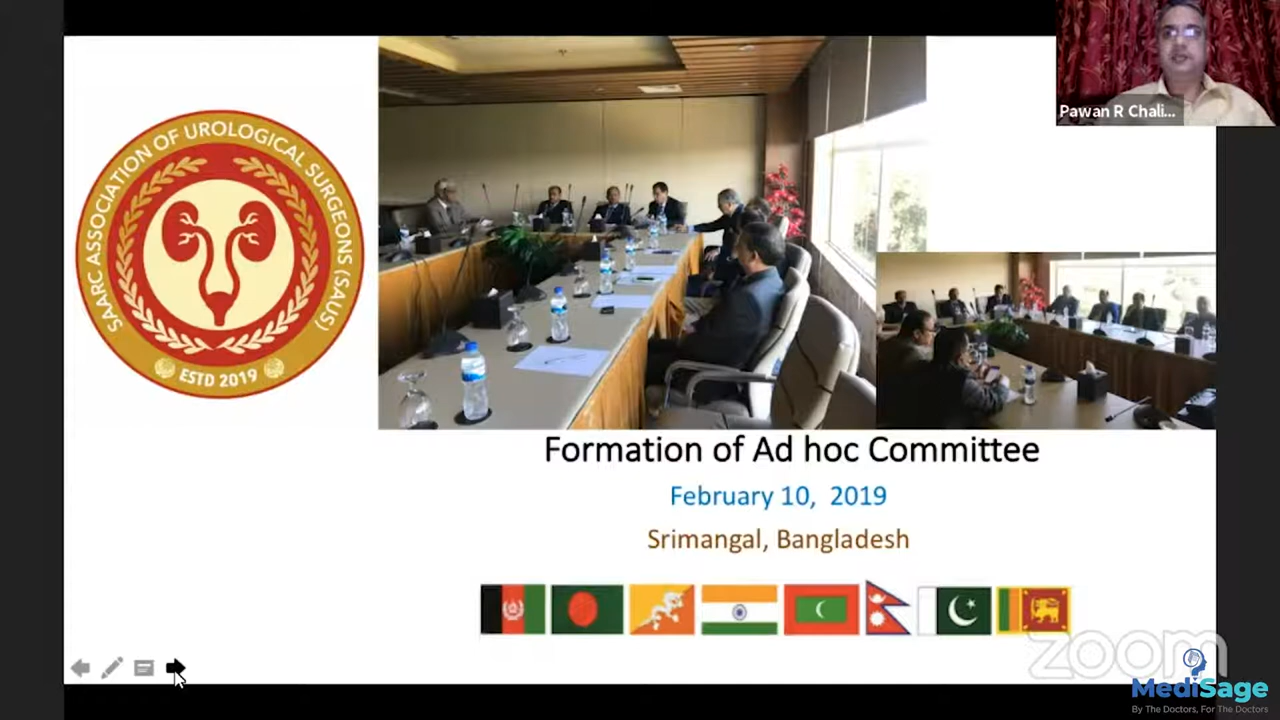 SAARC ASSOCIATION OF UROLOGICAL SURGEONS (SAUS)
ESTD 2019
Pawan R Chali...
Formation of Ad hoc Committee
February 10, 2019
Srimangal, Bangladesh
zoom
MediSage
By The Doctors, For The Doctors